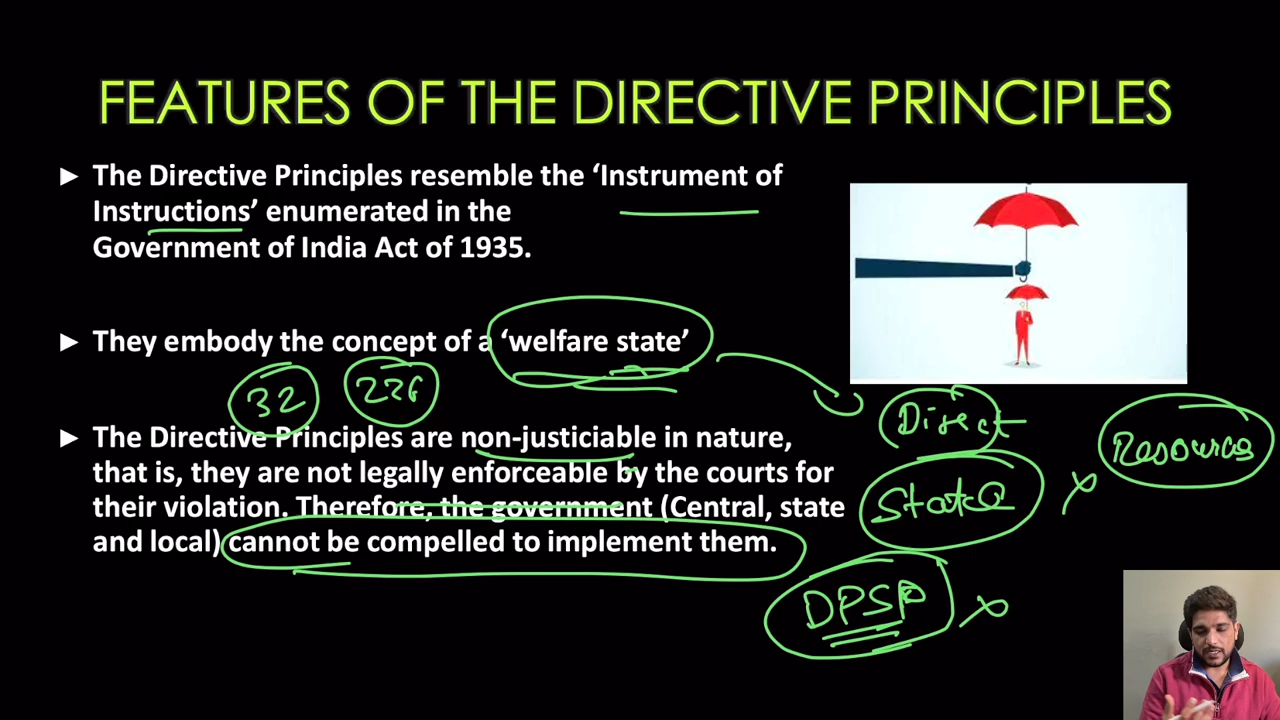 FEATURES OF THE DIRECTIVE PRINCIPLES
► The Directive Principles resemble the ‘Instrument of
Instructions’ enumerated in the
Government of India Act of 1935.
► They embody the concept of a ‘welfare state’
32 226
► The Directive Principles are non-justiciable in nature,
that is, they are not legally enforceable by the courts for
their violation. Therefore, the government (Central, state
and local) cannot be compelled to implement them.
Direct
Resources
State
DPSP